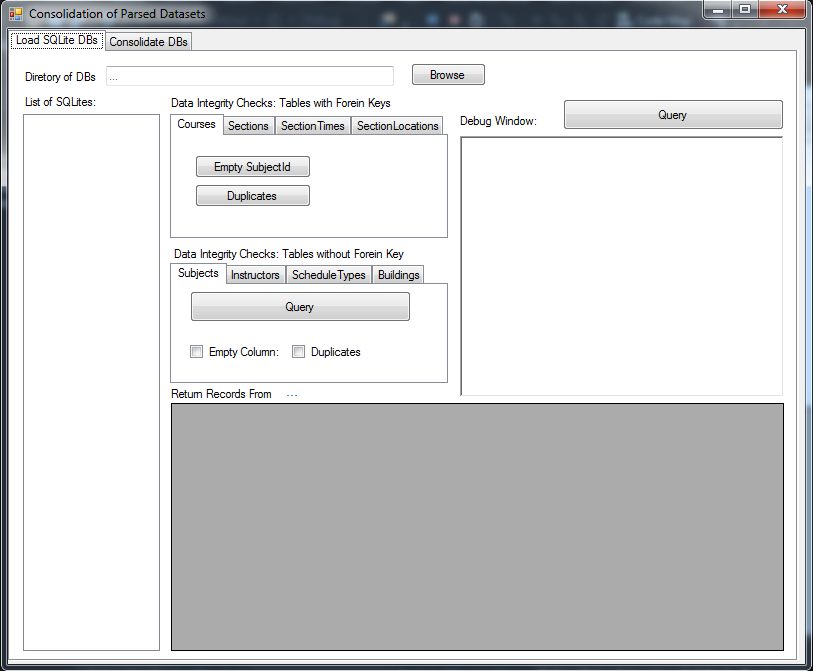 Consolidation of Parsed Datasets
Load SQLite DBs
Consolidate DBs
Diretory of DBs
...
Browse
List of SQLites:
Data Integrity Checks: Tables with Forein Keys
Courses
Sections
SectionTimes
SectionLocations
Empty SubjectId
Duplicates
Debug Window:
Query
Data Integrity Checks: Tables without Forein Key
Subjects
Instructors
ScheduleTypes
Buildings
Query
Empty Column:
Duplicates
Return Records From
...